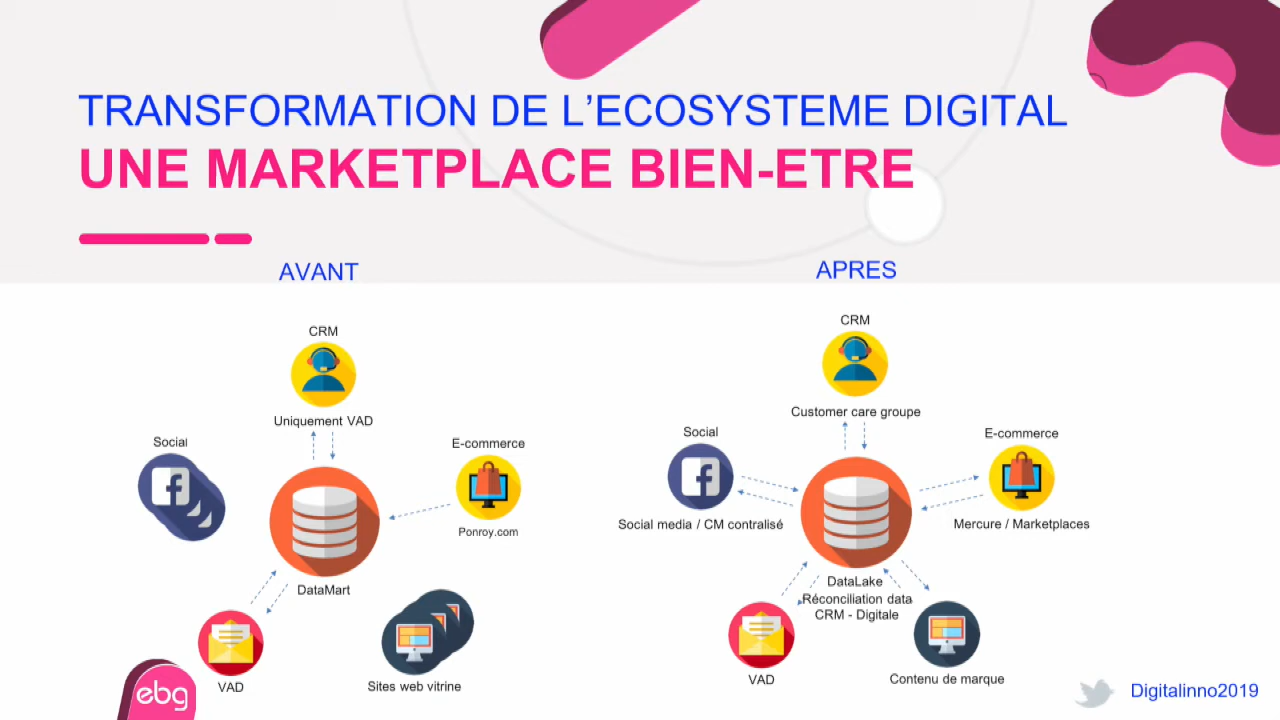 TRANSFORMATION DE L’ECOSYSTEME DIGITAL
UNE MARKETPLACE BIEN-ETRE
AVANT
CRM
Uniquement VAD
Social
E-commerce
Ponroy.com
DataMart
VAD
Sites web vitrine
APRES
CRM
Customer care groupe
Social
Social media / CM contralisé
E-commerce
Mercure / Marketplaces
DataLake
Réconciliation data
CRM - Digitale
VAD
Contenu de marque
ebg
Digitalinno2019